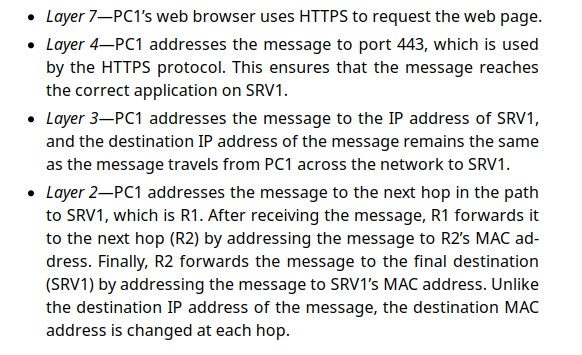 • Layer 7—PC1’s web browser uses HTTPS to request the web page.
• Layer 4—PC1 addresses the message to port 443, which is used
by the HTTPS protocol. This ensures that the message reaches
the correct application on SRV1.
• Layer 3—PC1 addresses the message to the IP address of SRV1,
and the destination IP address of the message remains the same
as the message travels from PC1 across the network to SRV1.
• Layer 2—PC1 addresses the message to the next hop in the path
to SRV1, which is R1. After receiving the message, R1 forwards it
to the next hop (R2) by addressing the message to R2’s MAC ad-
dress. Finally, R2 forwards the message to the final destination
(SRV1) by addressing the message to SRV1’s MAC address. Unlike
the destination IP address of the message, the destination MAC
address is changed at each hop.